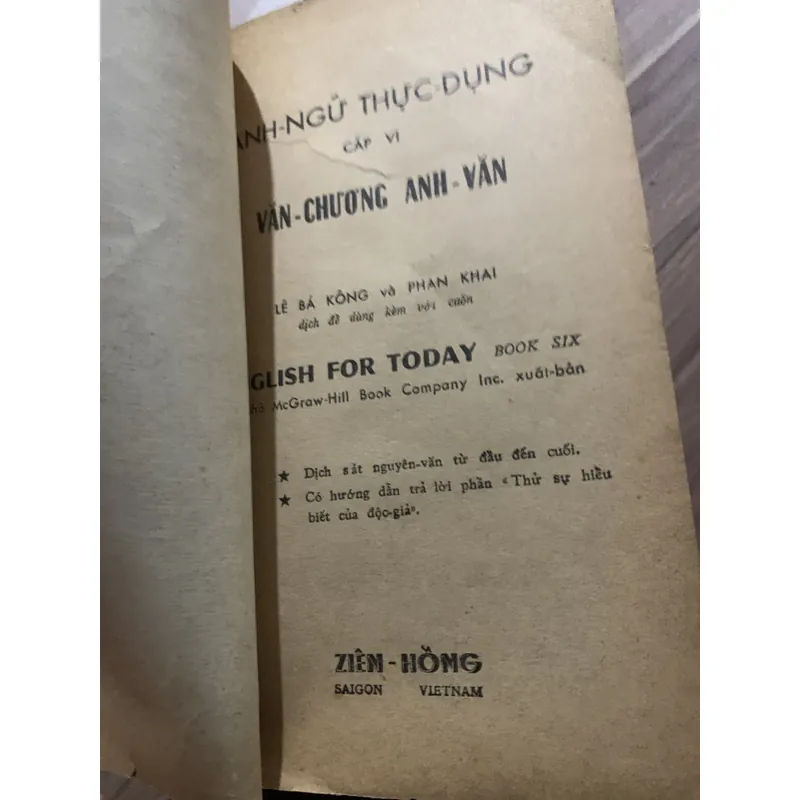 ANH-NGỮ THỰC-DỤNG
CẤP VI
VĂN-CHƯƠNG ANH-VĂN
LÊ BÁ KÔNG và PHAN KHAI
dịch để dùng kèm với cuốn
GLISH FOR TODAY BOOK SIX
McGraw-Hill Book Company Inc. xuất-bản
★ Dịch sát nguyên-văn từ đầu đến cuối.
★ Có hướng dẫn trả lời phần «Thử sự hiểu
biết của độc-giả».
ZIÊN-HỒNG
SAIGON VIETNAM